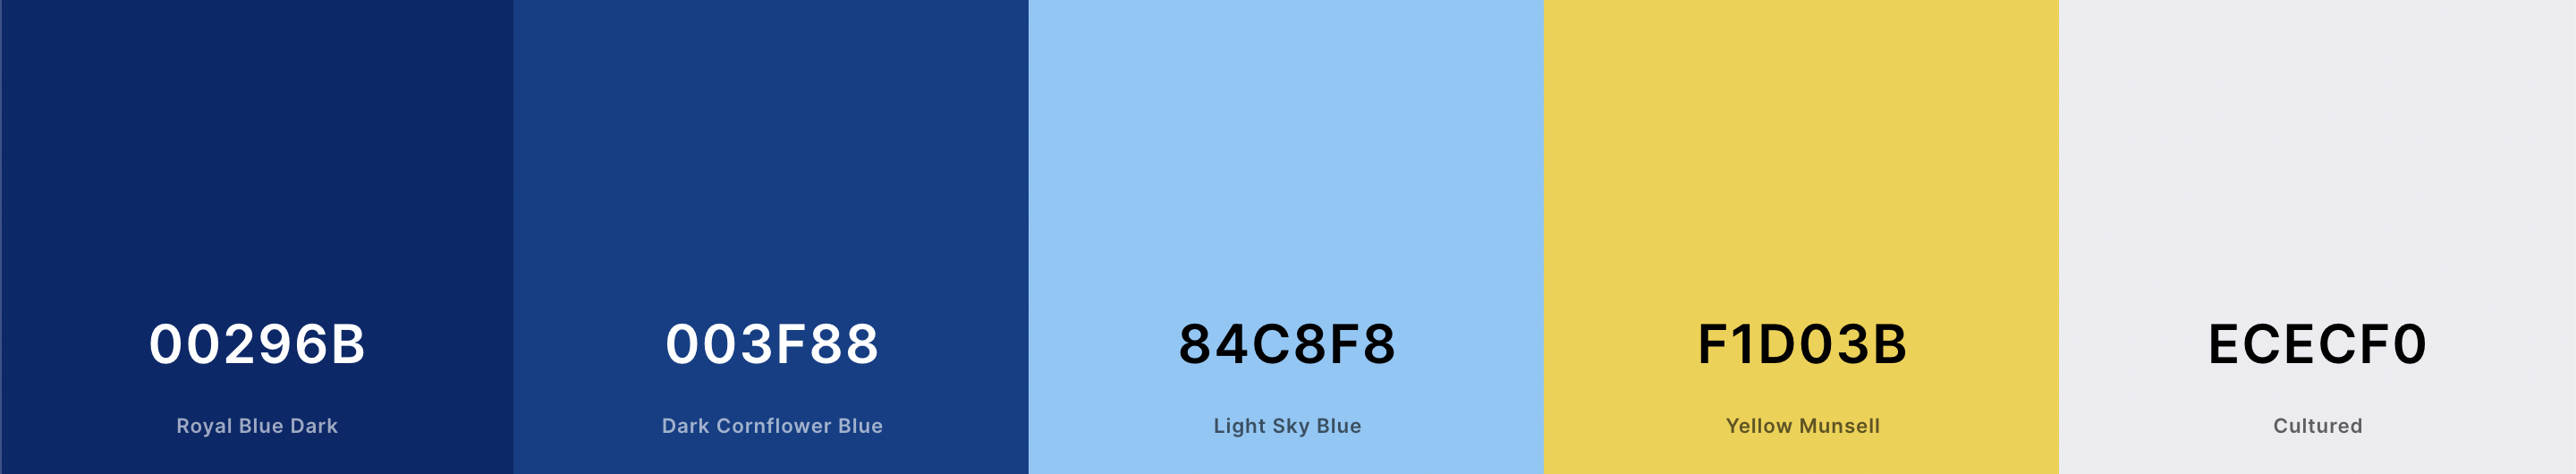 00296B
Royal Blue Dark
003F88
Dark Cornflower Blue
84C8F8
Light Sky Blue
F1D03B
Yellow Munsell
ECECF0
Cultured